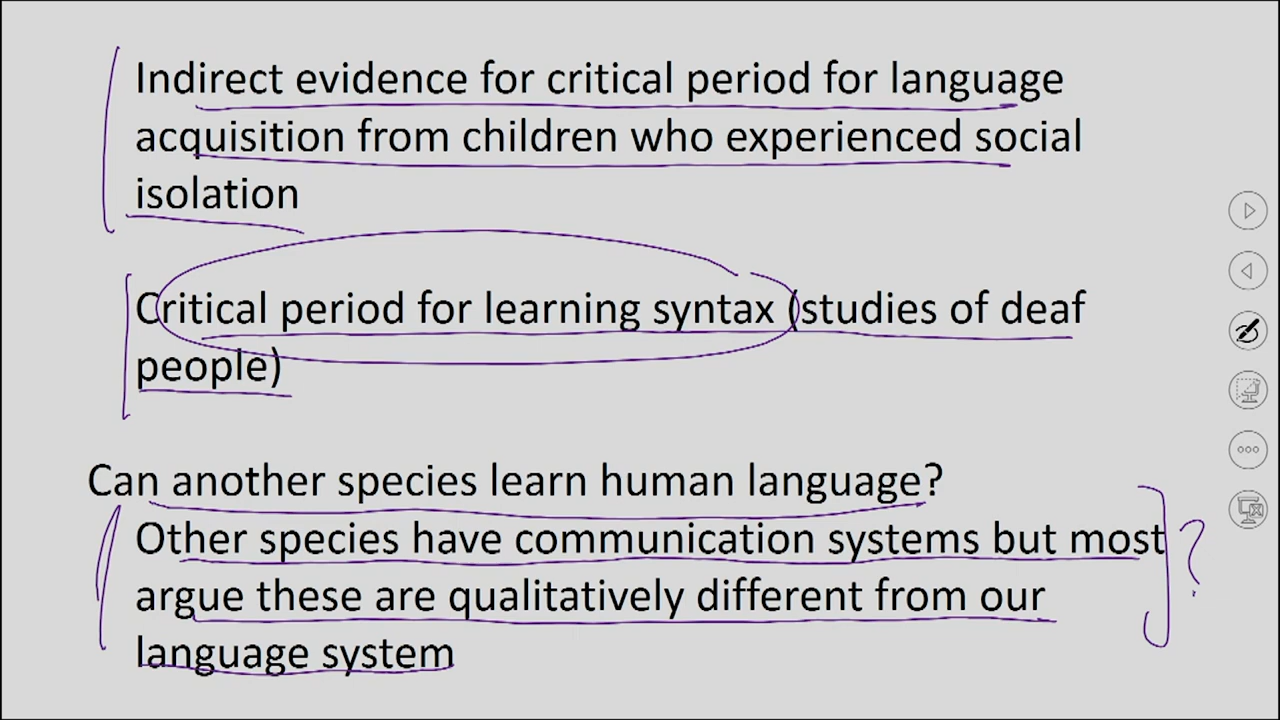 Indirect evidence for critical period for language
acquisition from children who experienced social
isolation
Critical period for learning syntax (studies of deaf
people)
Can another species learn human language?
Other species have communication systems but most
argue these are qualitatively different from our
language system
?